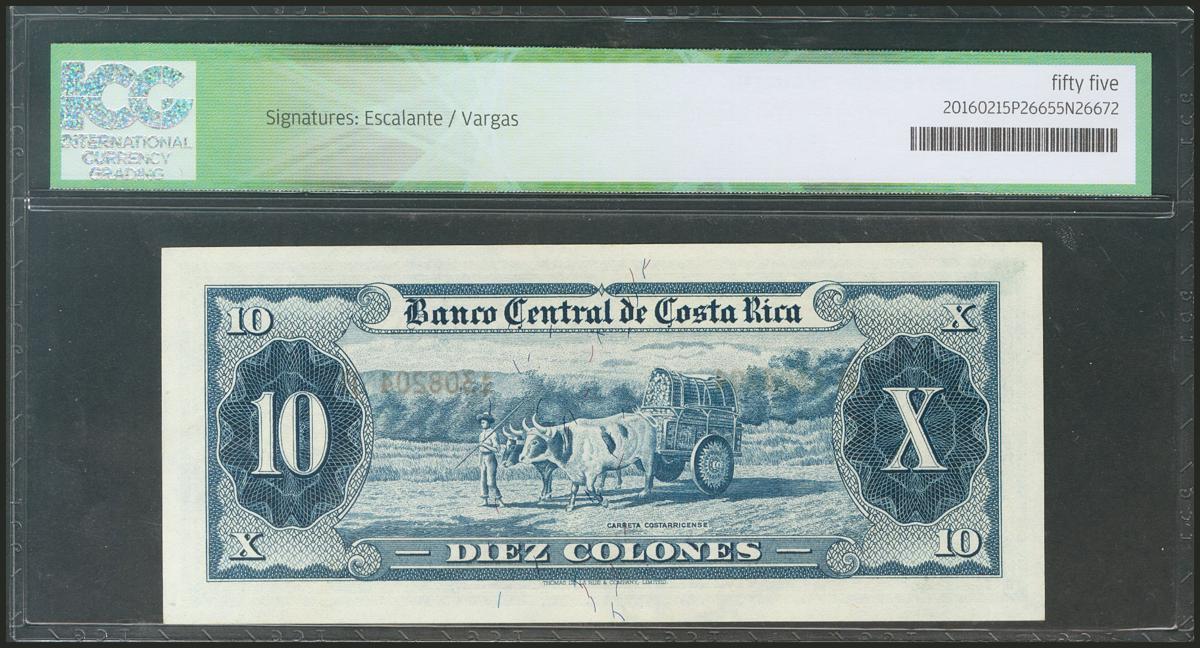 ICG
INTERNATIONAL
CURRENCY
GRADING
Signatures: Escalante / Vargas
fifty five
20160215P26655N26672
Banco Central de Costa Rica
10
X
10
X
CARRETA COSTARRICENSE
X
DIEZ COLONES
10
THOMAS DE LA RUE & COMPANY, LIMITED.